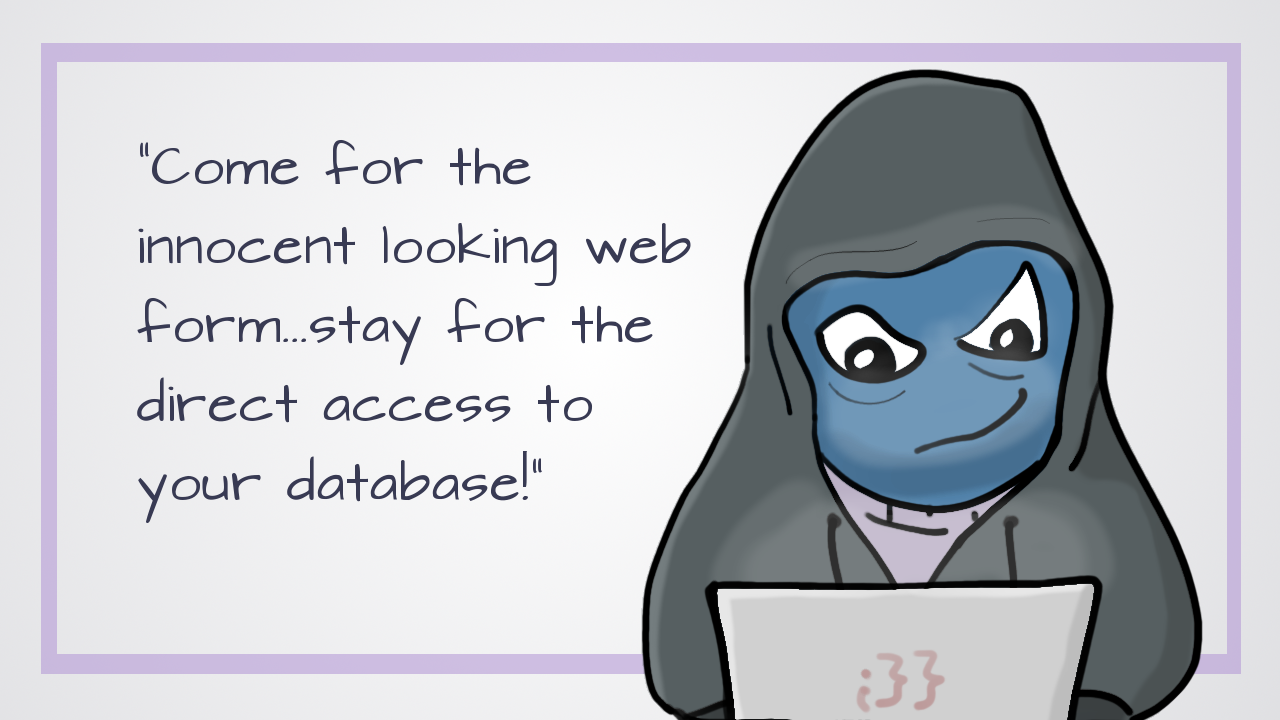 "Come for the
innocent looking web
form...stay for the
direct access to
your database!"
;}}